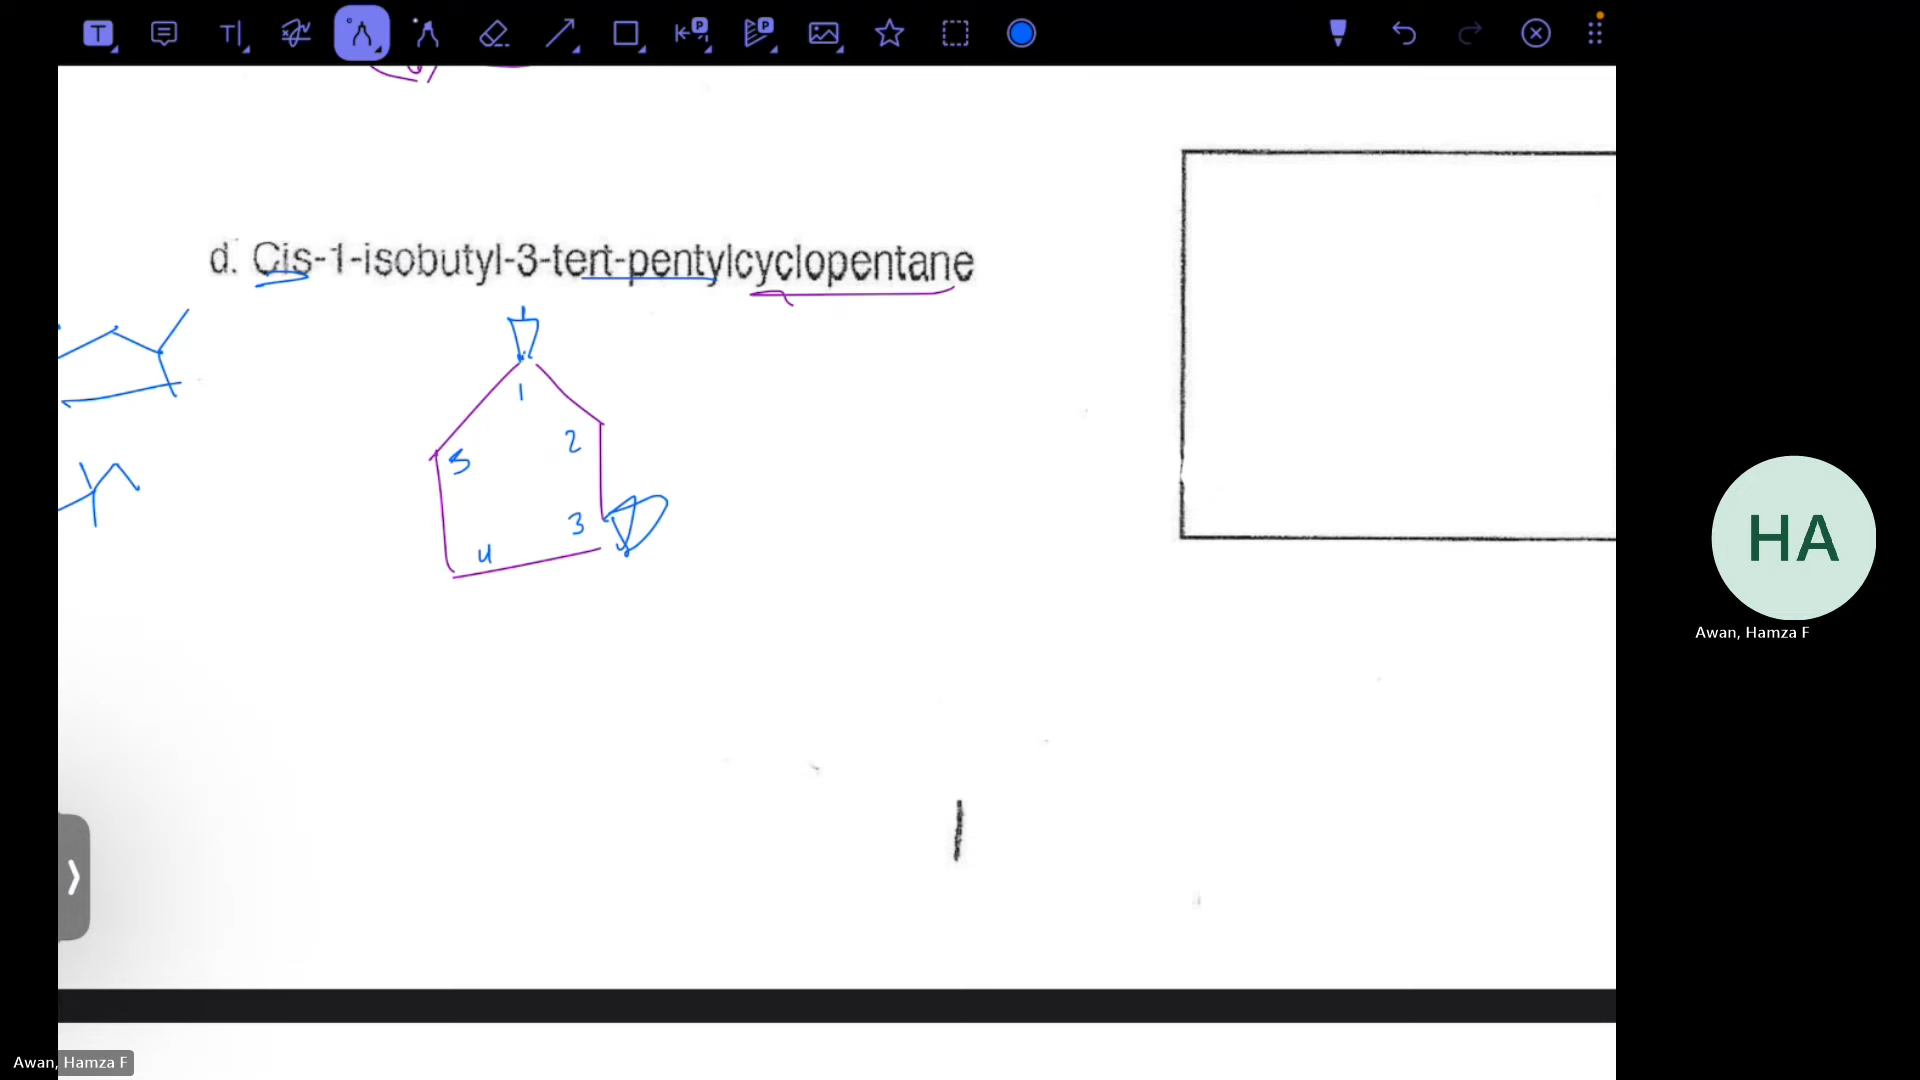 d. Cis-1-isobutyl-3-tert-pentylcyclopentane
1
2
5
3
4
HA
Awan, Hamza F
Awan, Hamza F